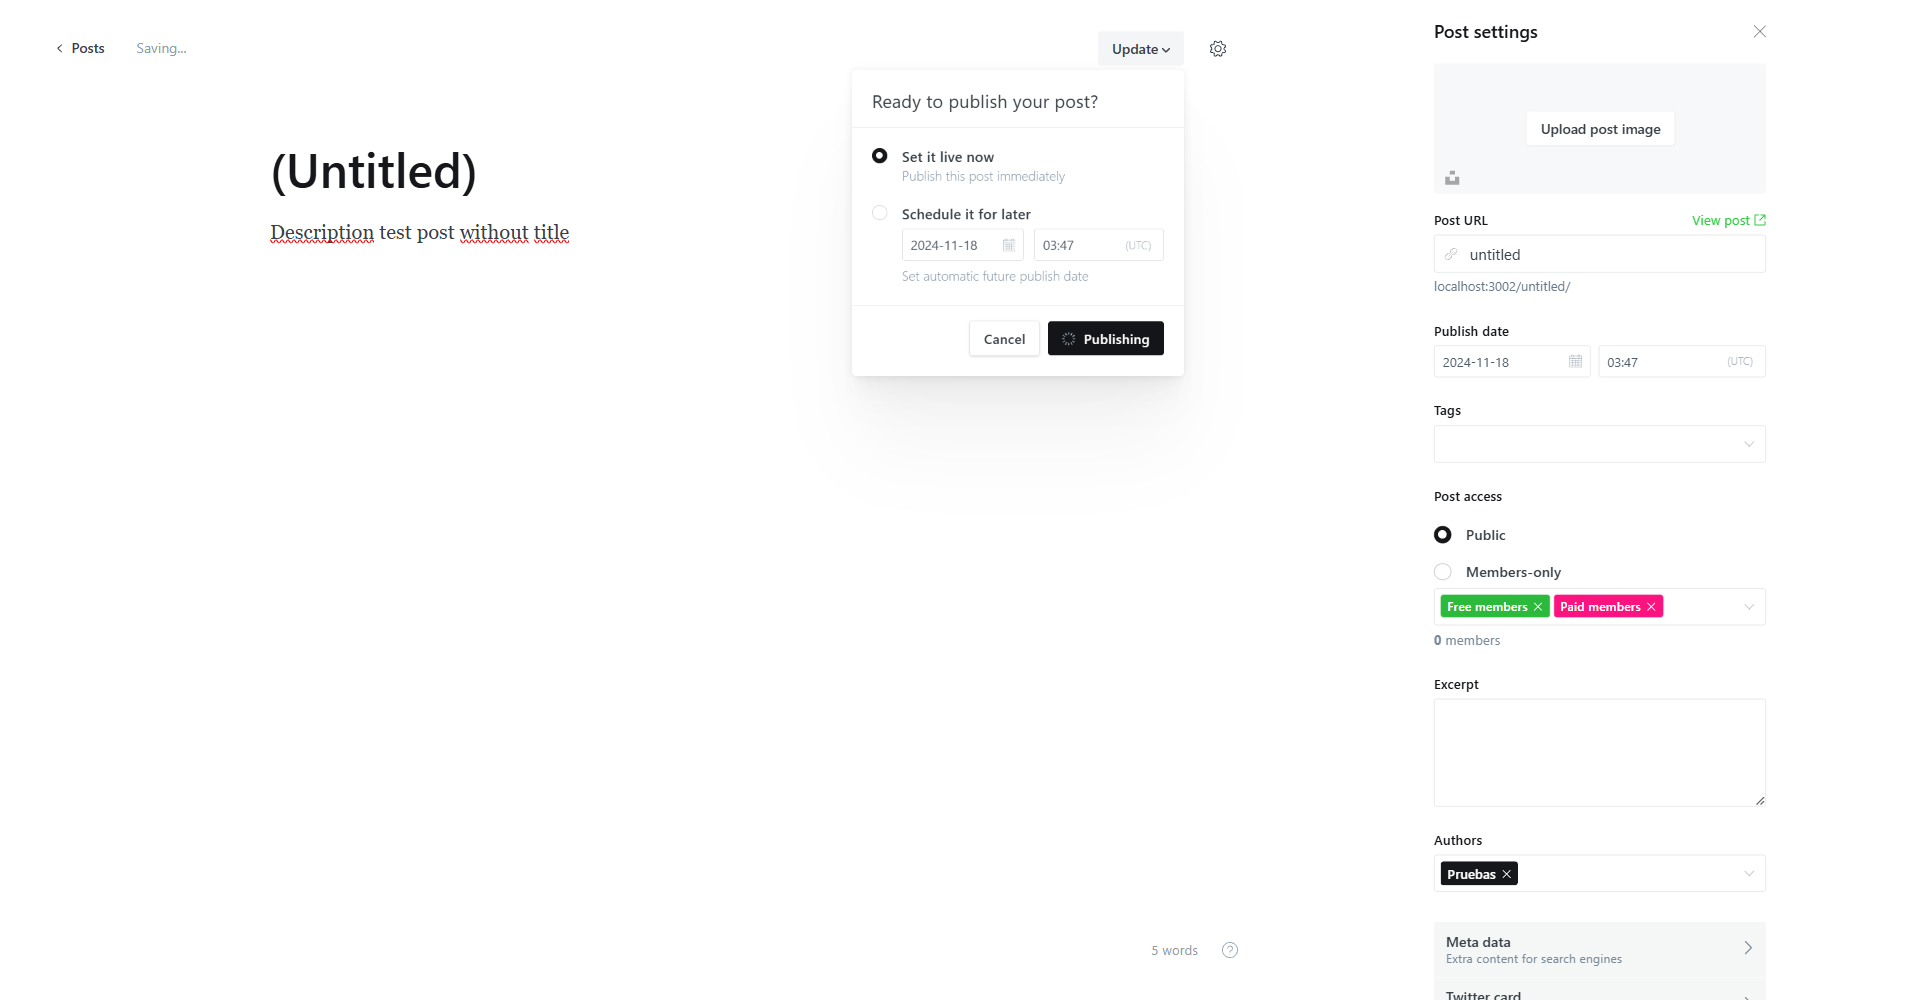 Posts
Saving...
Update
Ready to publish your post?
Set it live now
Publish this post immediately
Schedule it for later
2024-11-18
03:47
(UTC)
Set automatic future publish date
Cancel
Publishing
(Untitled)
Description test post without title
5 words
?
Post settings
Upload post image
Post URL
View post
untitled
localhost:3002/untitled/
Publish date
2024-11-18
03:47
(UTC)
Tags
Post access
Public
Members-only
Free members
Paid members
0 members
Excerpt
Authors
Pruebas
Meta data
Extra content for search engines
Twitter card